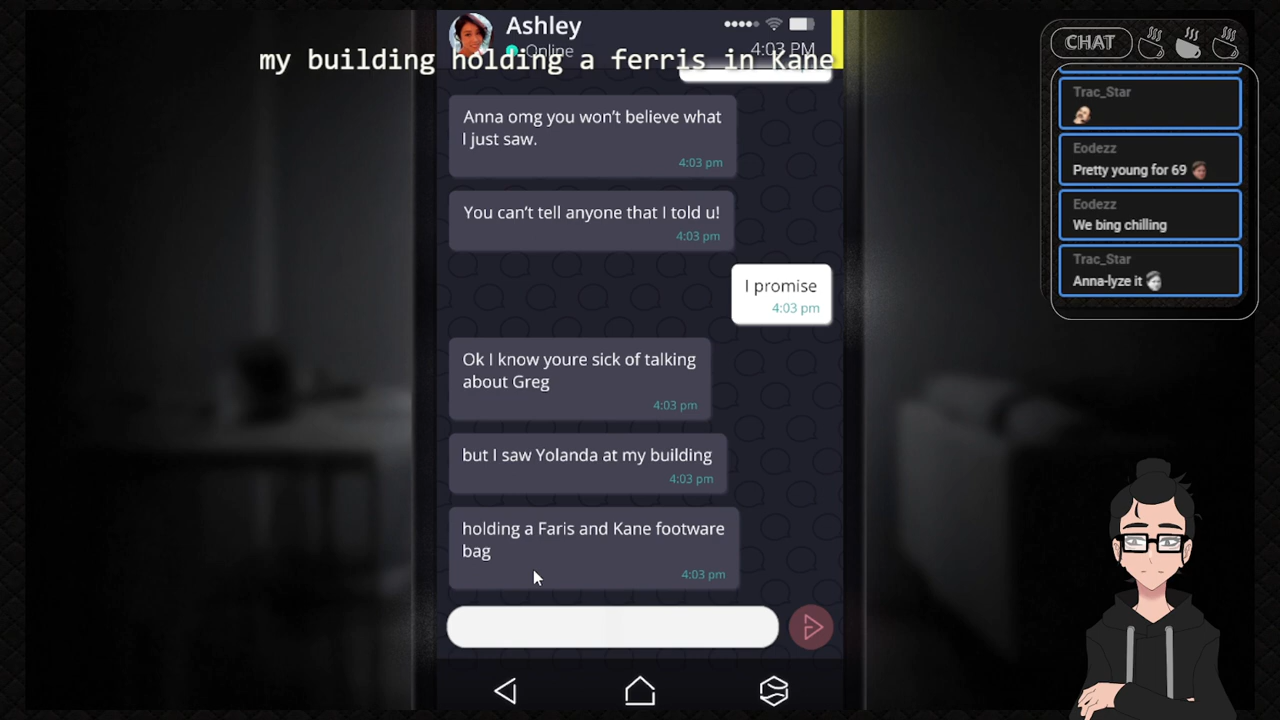 Ashley
Online
4:03 PM
my building holding a ferris in Kane
Anna omg you won't believe what
I just saw.
4:03 pm
You can't tell anyone that I told u!
4:03 pm
I promise
4:03 pm
Ok I know youre sick of talking
about Greg
4:03 pm
but I saw Yolanda at my building
4:03 pm
holding a Faris and Kane footware
bag
4:03 pm
CHAT
Trac_Star
Eodezz
Pretty young for 69
Eodezz
We bing chilling
Trac_Star
Anna-lyze it